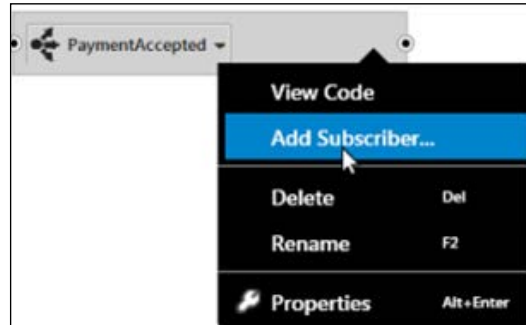 PaymentAccepted
View Code
Add Subscriber...
Delete Del
Rename F2
Properties Alt+Enter